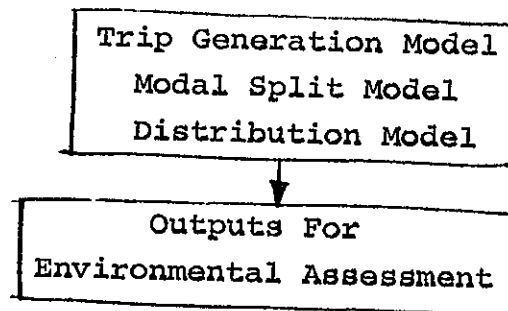 Trip Generation Model
Modal Split Model
Distribution Model
Outputs For
Environmental Assessment